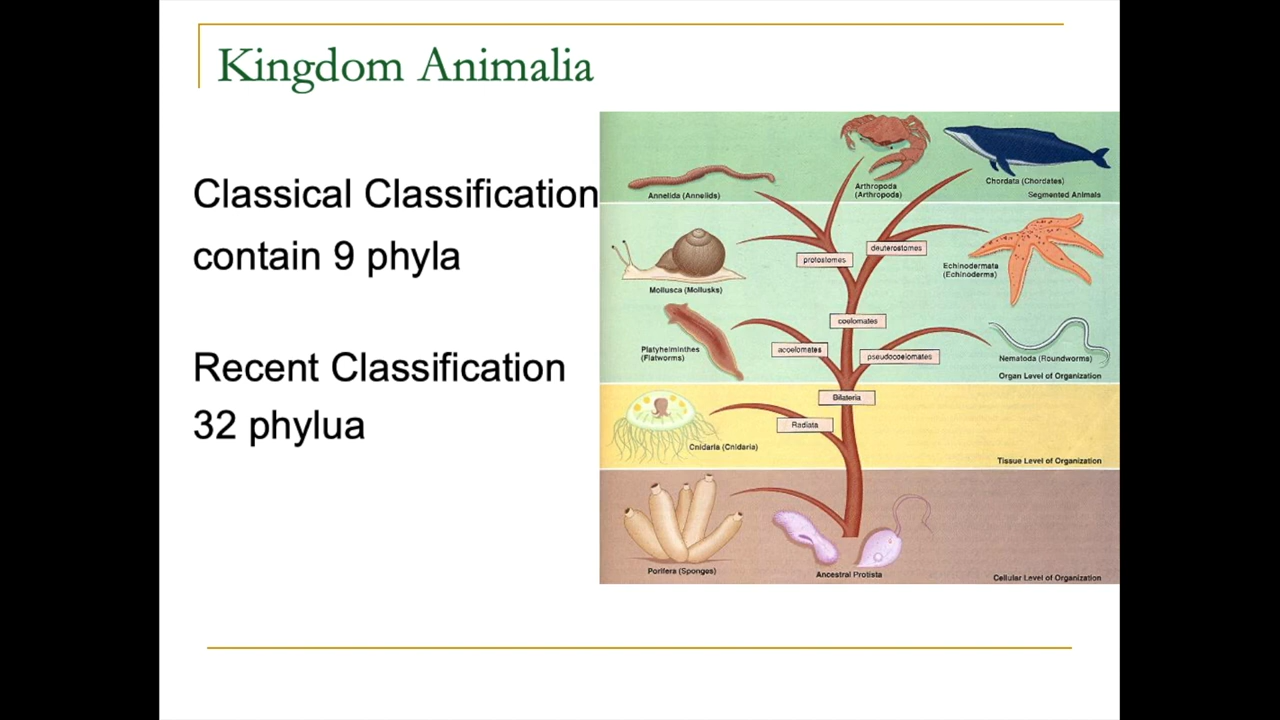 Kingdom Animalia
Classical Classification
contain 9 phyla
Recent Classification
32 phylua
Annelida (Annelids)
Arthropoda
(Arthropoda)
Chordata (Chordates)
Segmented Animals
Mollusca (Mollusks)
protostomes
deuterostomes
Echinodermata
(Echinoderms)
coelomates
Platyhelminthes
(Flatworms)
acoelomates
pseudocoelomates
Nematoda (Roundworms)
Organ Level of Organization
Bilateria
Radiata
Cnidaria (Cnidaria)
Tissue Level of Organization
Porifera (Sponges)
Ancestral Protista
Cellular Level of Organization